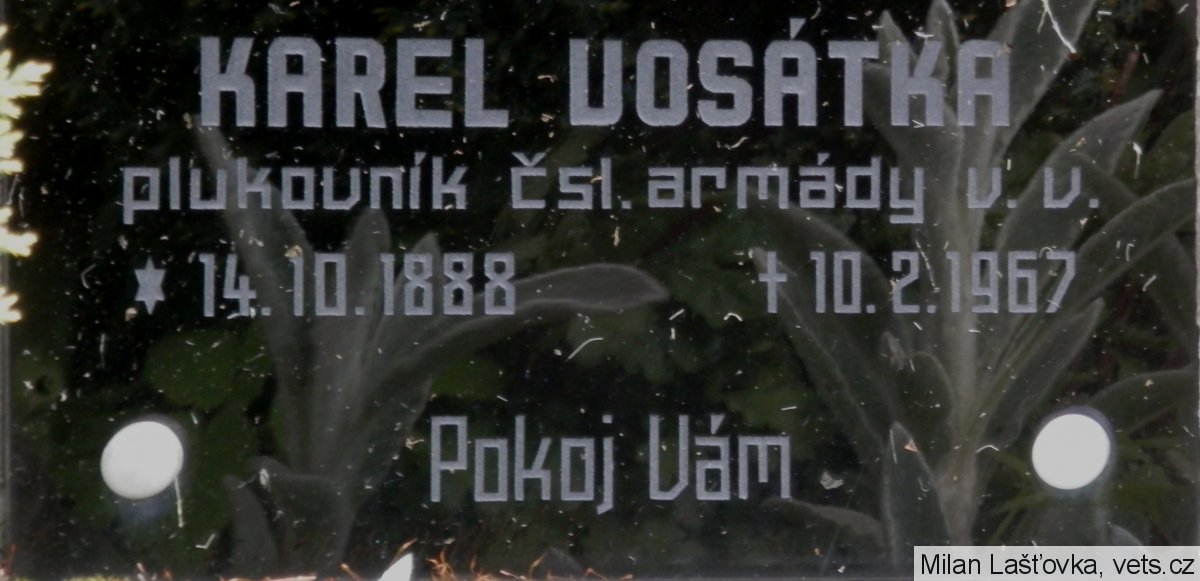 KAREL VOSÁTKA
plukovník čsl. armády v. v.
* 14. 10. 1888 † 10. 2. 1967
Pokoj Vám
Milan Lašťovka, vets.cz